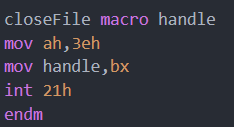 closeFile macro handle
mov ah,3eh
mov handle,bx
int 21h
endm